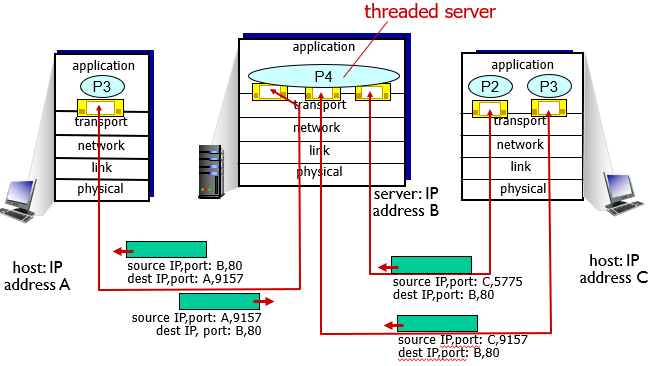 threaded server
application
P3
transport
network
link
physical
application
P4
transport
network
link
physical
application
P2
P3
transport
network
link
physical
server: IP
address B
host: IP
address A
source IP,port: B,80
dest IP,port: A,9157
source IP,port: A,9157
dest IP, port: B,80
source IP,port: C,5775
dest IP,port: B,80
source IP,port: C,9157
dest IP,port: B,80
host: IP
address C